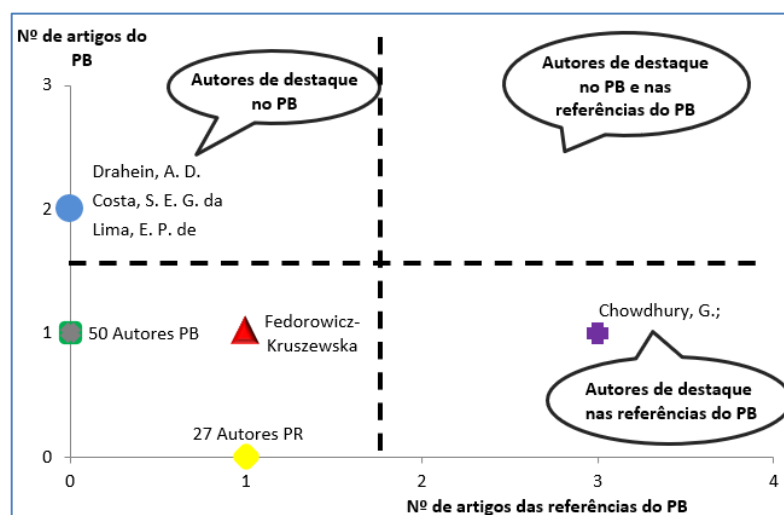 Nº de artigos do
PB
3
Autores de destaque
no PB
Autores de destaque
no PB e nas
referências do PB
Drahein, A. D.
Costa, S. E. G. da
Lima, E. P. de
2
1
50 Autores PB
Fedorowicz-
Kruszewska
Chowdhury, G.;
Autores de destaque
nas referências do PB
27 Autores PR
0
0 1 2 3 4
Nº de artigos das referências do PB